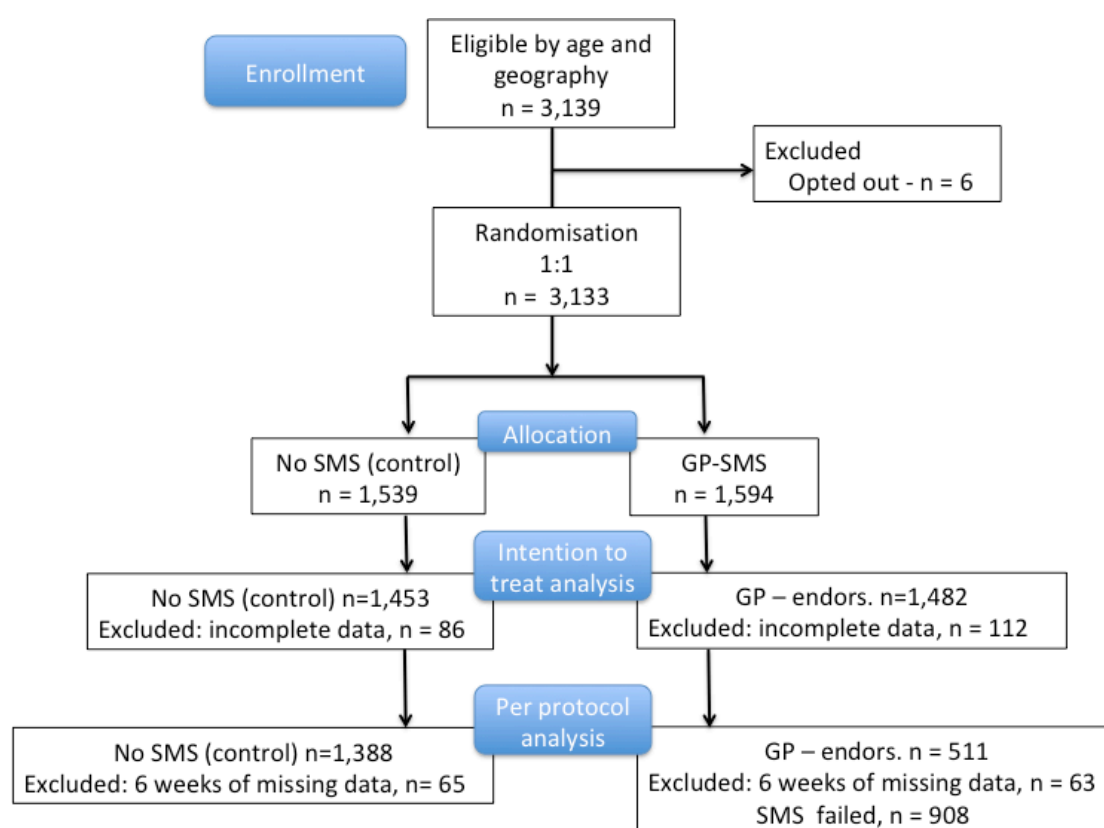 Enrollment
Eligible by age and
geography
n = 3,139
Excluded
Opted out - n = 6
Randomisation
1:1
n = 3,133
Allocation
No SMS (control)
n = 1,539
GP-SMS
n = 1,594
Intention to
treat analysis
No SMS (control) n=1,453
Excluded: incomplete data, n = 86
GP – endors. n=1,482
Excluded: incomplete data, n = 112
Per protocol
analysis
No SMS (control) n=1,388
Excluded: 6 weeks of missing data, n= 65
GP – endors. n = 511
Excluded: 6 weeks of missing data, n = 63
SMS failed, n = 908